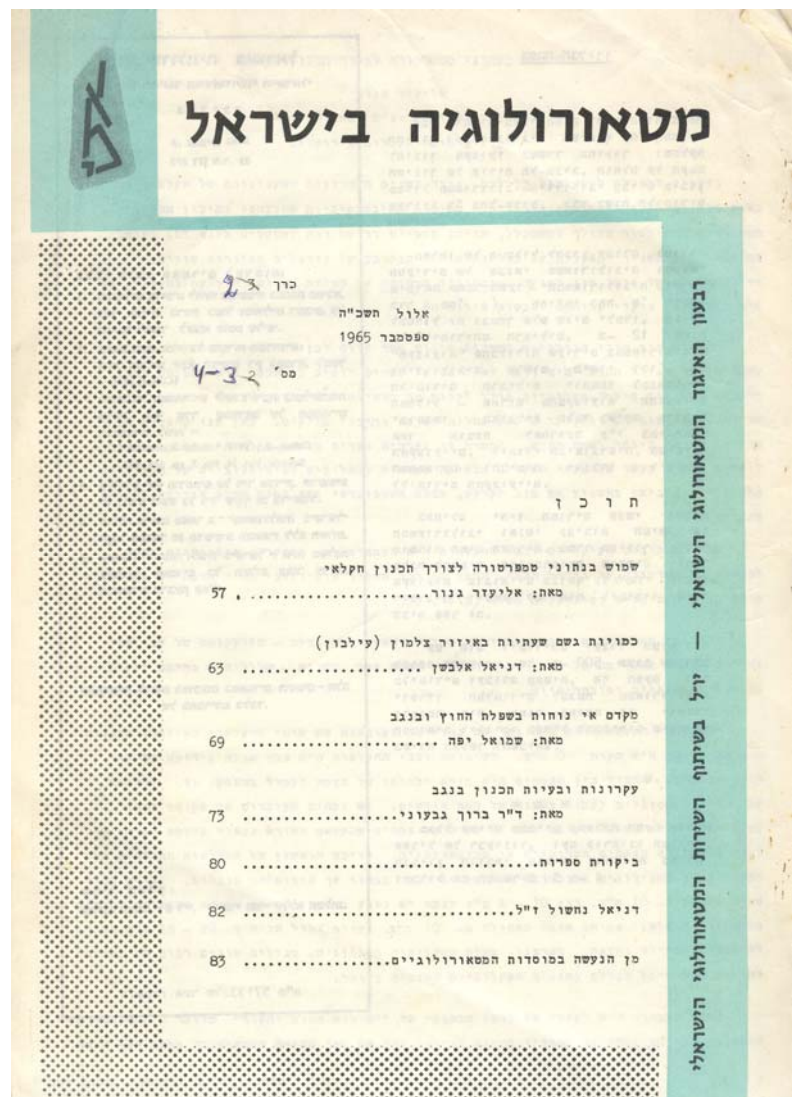 מטאורולוגיה בישראל
כרך 2
אלול תשכ"ה
ספטמבר 1965
מס' 3-4
תוכן
שמוש בנתוני טמפרטורה לצורך תכנון חקלאי
מאת: אליעזר גנור..................... 57
כמויות גשם שעתיות באיזור צלמון (עילבון)
מאת: דניאל אלבשן ..................... 63
מקדם אי נוחות בשפלת החוף ובנגב
מאת: שמואל יפה ..................... 69
עקרונות ובעיות תכנון בנגב
מאת: ד"ר ברוך גבעוני..................... 73
ביקורת ספרות..................... 80
דניאל נחשול ז"ל..................... 82
מן הנעשה במוסדות המטאורולוגיים..................... 83
רבעון האיגוד המטאורולוגי הישראלי — יו"ל בשיתוף השירות המטאורולוגי הישראלי